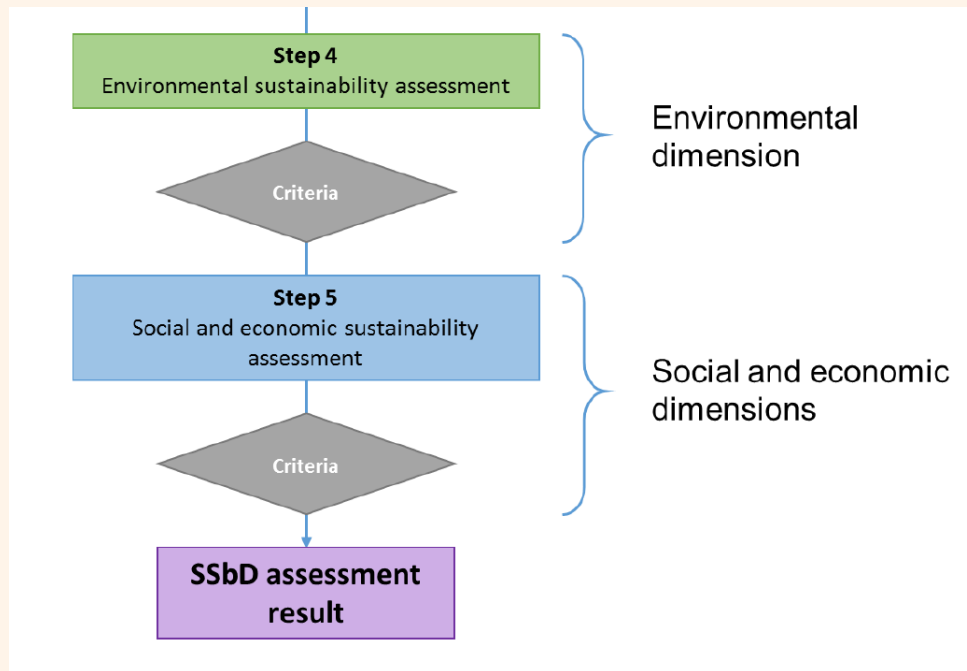 Step 4
Environmental sustainability assessment
Environmental
dimension
Criteria
Step 5
Social and economic sustainability
assessment
Social and economic
dimensions
Criteria
SSbD assessment
result